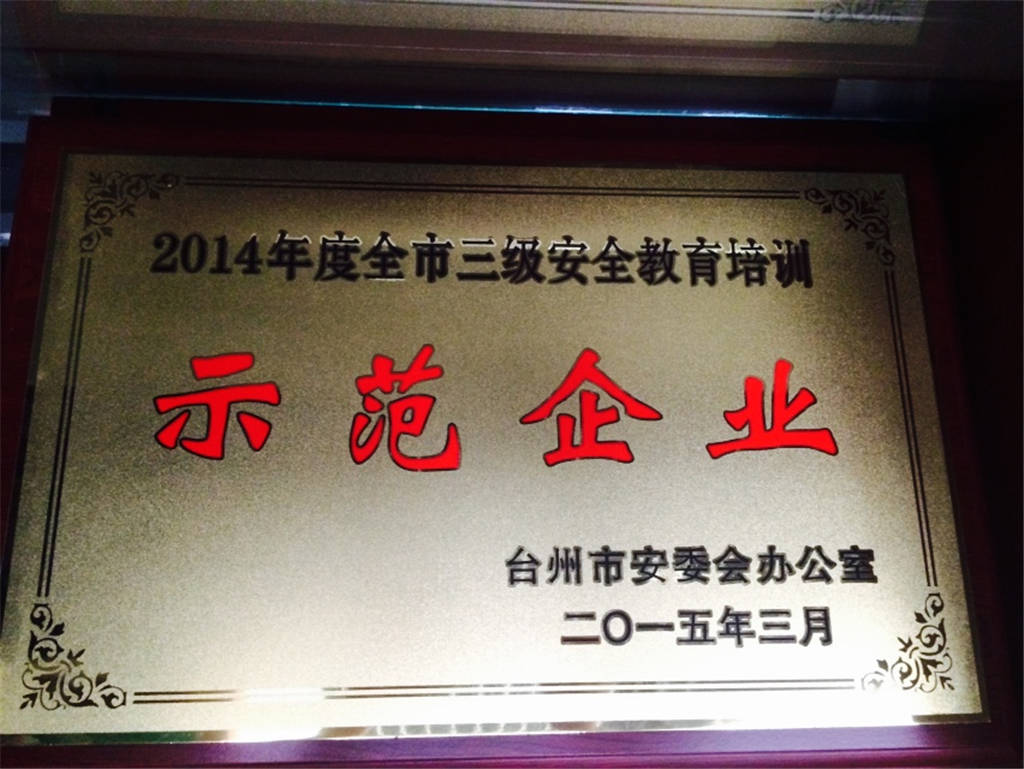 2014年度全市三级安全教育培训
示范企业
台州市安委会办公室
二〇一五年三月